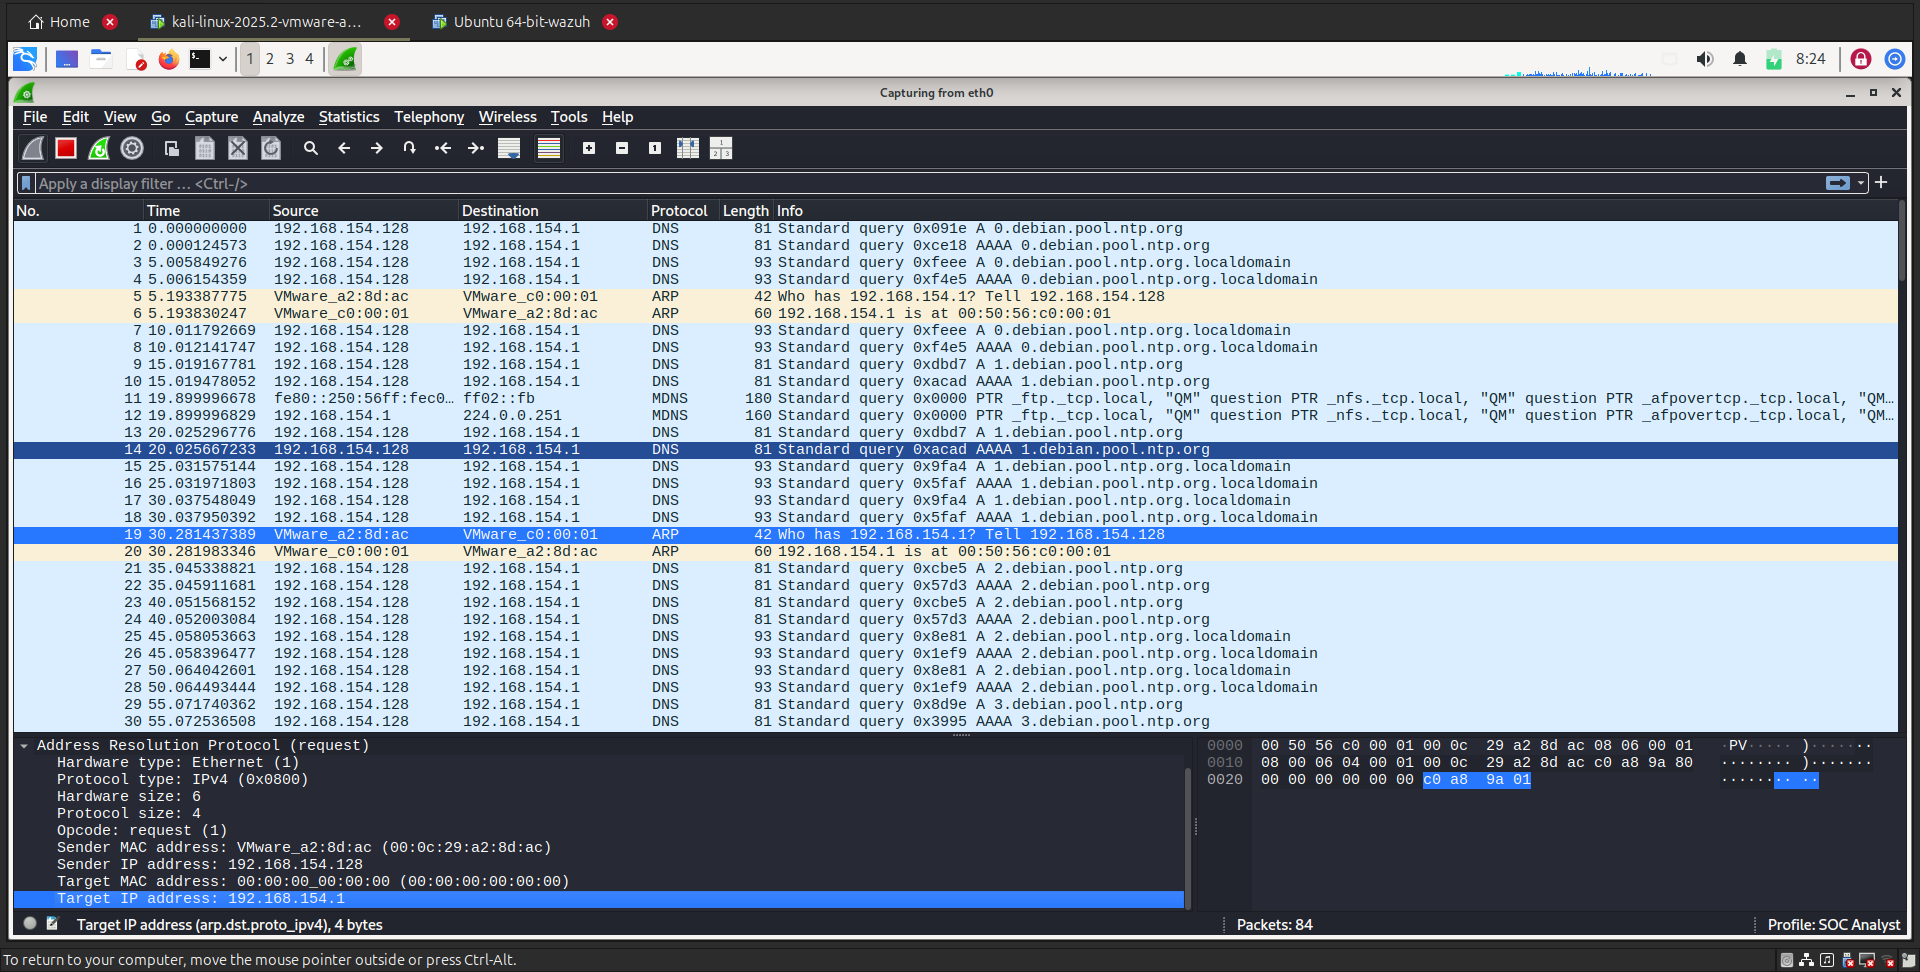 Home kali-linux-2025.2-vmware-a... Ubuntu 64-bit-wazuh
1 2 3 4 8:24
Capturing from eth0
File Edit View Go Capture Analyze Statistics Telephony Wireless Tools Help
Apply a display filter ... <Ctrl-/>
No. Time Source Destination Protocol Length Info
1 0.000000000 192.168.154.128 192.168.154.1 DNS 81 Standard query 0x091e A 0.debian.pool.ntp.org
2 0.000124573 192.168.154.128 192.168.154.1 DNS 81 Standard query 0xce18 AAAA 0.debian.pool.ntp.org
3 5.005849276 192.168.154.128 192.168.154.1 DNS 93 Standard query 0xfeee A 0.debian.pool.ntp.org.localdomain
4 5.006154359 192.168.154.128 192.168.154.1 DNS 93 Standard query 0xf4e5 AAAA 0.debian.pool.ntp.org.localdomain
5 5.193387775 VMware_a2:8d:ac VMware_c0:00:01 ARP 42 Who has 192.168.154.1? Tell 192.168.154.128
6 5.193830247 VMware_c0:00:01 VMware_a2:8d:ac ARP 60 192.168.154.1 is at 00:50:56:c0:00:01
7 10.011792669 192.168.154.128 192.168.154.1 DNS 93 Standard query 0xfeee A 0.debian.pool.ntp.org.localdomain
8 10.012141747 192.168.154.128 192.168.154.1 DNS 93 Standard query 0xf4e5 AAAA 0.debian.pool.ntp.org.localdomain
9 15.019167781 192.168.154.128 192.168.154.1 DNS 81 Standard query 0xdbd7 A 1.debian.pool.ntp.org
10 15.019478052 192.168.154.128 192.168.154.1 DNS 81 Standard query 0xacad AAAA 1.debian.pool.ntp.org
11 19.899996678 fe80::250:56ff:fec0... ff02::fb MDNS 180 Standard query 0x0000 PTR _ftp._tcp.local, "QM" question PTR _nfs._tcp.local, "QM" question PTR _afpovertcp._tcp.local, "QM...
12 19.899996829 192.168.154.1 224.0.0.251 MDNS 160 Standard query 0x0000 PTR _ftp._tcp.local, "QM" question PTR _nfs._tcp.local, "QM" question PTR _afpovertcp._tcp.local, "QM...
13 20.025296776 192.168.154.128 192.168.154.1 DNS 81 Standard query 0xdbd7 A 1.debian.pool.ntp.org
14 20.025667233 192.168.154.128 192.168.154.1 DNS 81 Standard query 0xacad AAAA 1.debian.pool.ntp.org
15 25.031575144 192.168.154.128 192.168.154.1 DNS 93 Standard query 0x9fa4 A 1.debian.pool.ntp.org.localdomain
16 25.031971803 192.168.154.128 192.168.154.1 DNS 93 Standard query 0x5faf AAAA 1.debian.pool.ntp.org.localdomain
17 30.037548049 192.168.154.128 192.168.154.1 DNS 93 Standard query 0x9fa4 A 1.debian.pool.ntp.org.localdomain
18 30.037950392 192.168.154.128 192.168.154.1 DNS 93 Standard query 0x5faf AAAA 1.debian.pool.ntp.org.localdomain
19 30.281437389 VMware_a2:8d:ac VMware_c0:00:01 ARP 42 Who has 192.168.154.1? Tell 192.168.154.128
20 30.281983346 VMware_c0:00:01 VMware_a2:8d:ac ARP 60 192.168.154.1 is at 00:50:56:c0:00:01
21 35.045338821 192.168.154.128 192.168.154.1 DNS 81 Standard query 0xcbe5 A 2.debian.pool.ntp.org
22 35.045911681 192.168.154.128 192.168.154.1 DNS 81 Standard query 0x57d3 AAAA 2.debian.pool.ntp.org
23 40.051568152 192.168.154.128 192.168.154.1 DNS 81 Standard query 0xcbe5 A 2.debian.pool.ntp.org
24 40.052003084 192.168.154.128 192.168.154.1 DNS 81 Standard query 0x57d3 AAAA 2.debian.pool.ntp.org
25 45.058053663 192.168.154.128 192.168.154.1 DNS 93 Standard query 0x8e81 A 2.debian.pool.ntp.org.localdomain
26 45.058396477 192.168.154.128 192.168.154.1 DNS 93 Standard query 0x1ef9 AAAA 2.debian.pool.ntp.org.localdomain
27 50.064042601 192.168.154.128 192.168.154.1 DNS 93 Standard query 0x8e81 A 2.debian.pool.ntp.org.localdomain
28 50.064493444 192.168.154.128 192.168.154.1 DNS 93 Standard query 0x1ef9 AAAA 2.debian.pool.ntp.org.localdomain
29 55.071740362 192.168.154.128 192.168.154.1 DNS 81 Standard query 0x8d9e A 3.debian.pool.ntp.org
30 55.072536508 192.168.154.128 192.168.154.1 DNS 81 Standard query 0x3995 AAAA 3.debian.pool.ntp.org
Address Resolution Protocol (request)
Hardware type: Ethernet (1)
Protocol type: IPv4 (0x0800)
Hardware size: 6
Protocol size: 4
Opcode: request (1)
Sender MAC address: VMware_a2:8d:ac (00:0c:29:a2:8d:ac)
Sender IP address: 192.168.154.128
Target MAC address: 00:00:00_00:00:00 (00:00:00:00:00:00)
Target IP address: 192.168.154.1
0000 00 50 56 c0 00 01 00 0c 29 a2 8d ac 08 06 00 01 ·PV····· )·······
0010 08 00 06 04 00 01 00 0c 29 a2 8d ac c0 a8 9a 80 ········ )·······
0020 00 00 00 00 00 00 c0 a8 9a 01 ········ ··
Target IP address (arp.dst.proto_ipv4), 4 bytes
Packets: 84
Profile: SOC Analyst
To return to your computer, move the mouse pointer outside or press Ctrl-Alt.